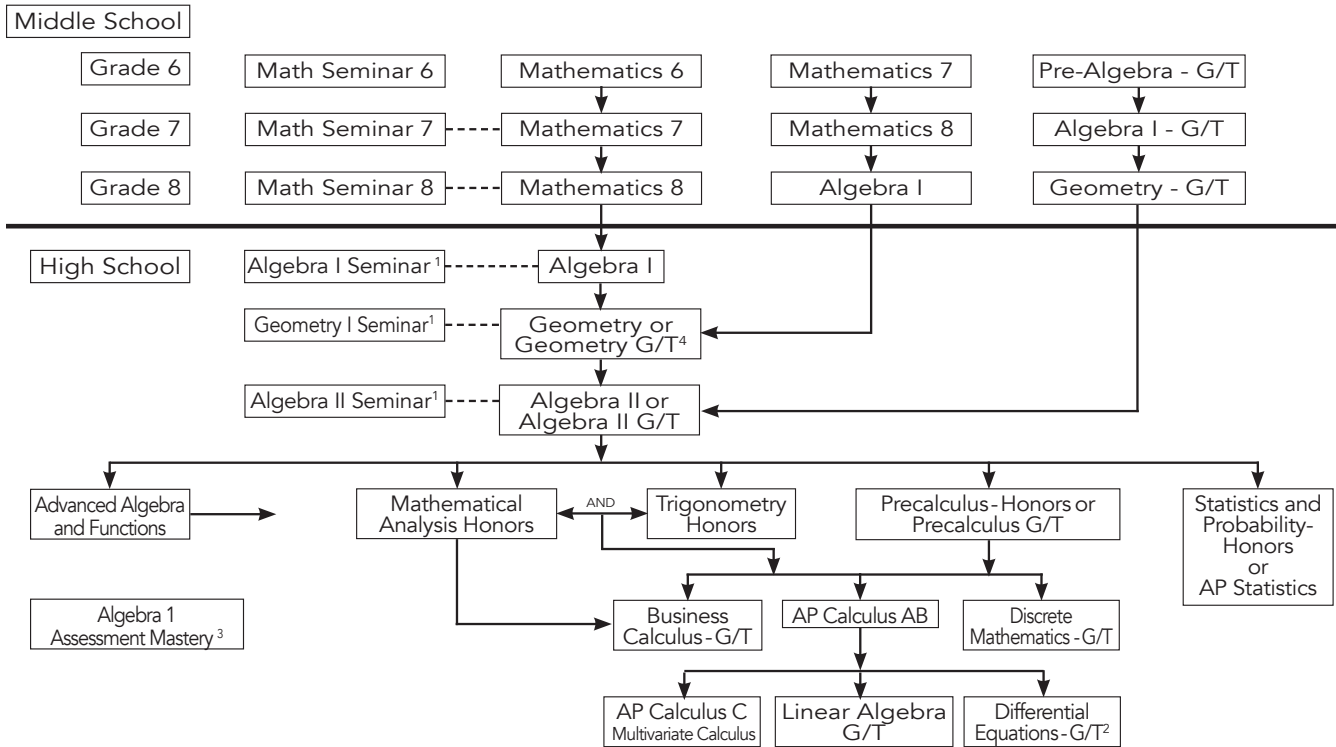 Middle School
Grade 6
Math Seminar 6
Mathematics 6
Mathematics 7
Pre-Algebra - G/T
Grade 7
Math Seminar 7
Mathematics 7
Mathematics 8
Algebra I - G/T
Grade 8
Math Seminar 8
Mathematics 8
Algebra I
Geometry - G/T
High School
Algebra I Seminar¹
Algebra I
Geometry I Seminar¹
Geometry or
Geometry G/T⁴
Algebra II Seminar¹
Algebra II or
Algebra II G/T
Advanced Algebra
and Functions
Mathematical
Analysis Honors
AND
Trigonometry
Honors
Precalculus-Honors or
Precalculus G/T
Statistics and
Probability-
Honors
or
AP Statistics
Algebra 1
Assessment Mastery³
Business
Calculus-G/T
AP Calculus AB
Discrete
Mathematics-G/T
AP Calculus C
Multivariate Calculus
Linear Algebra
G/T
Differential
Equations-G/T²